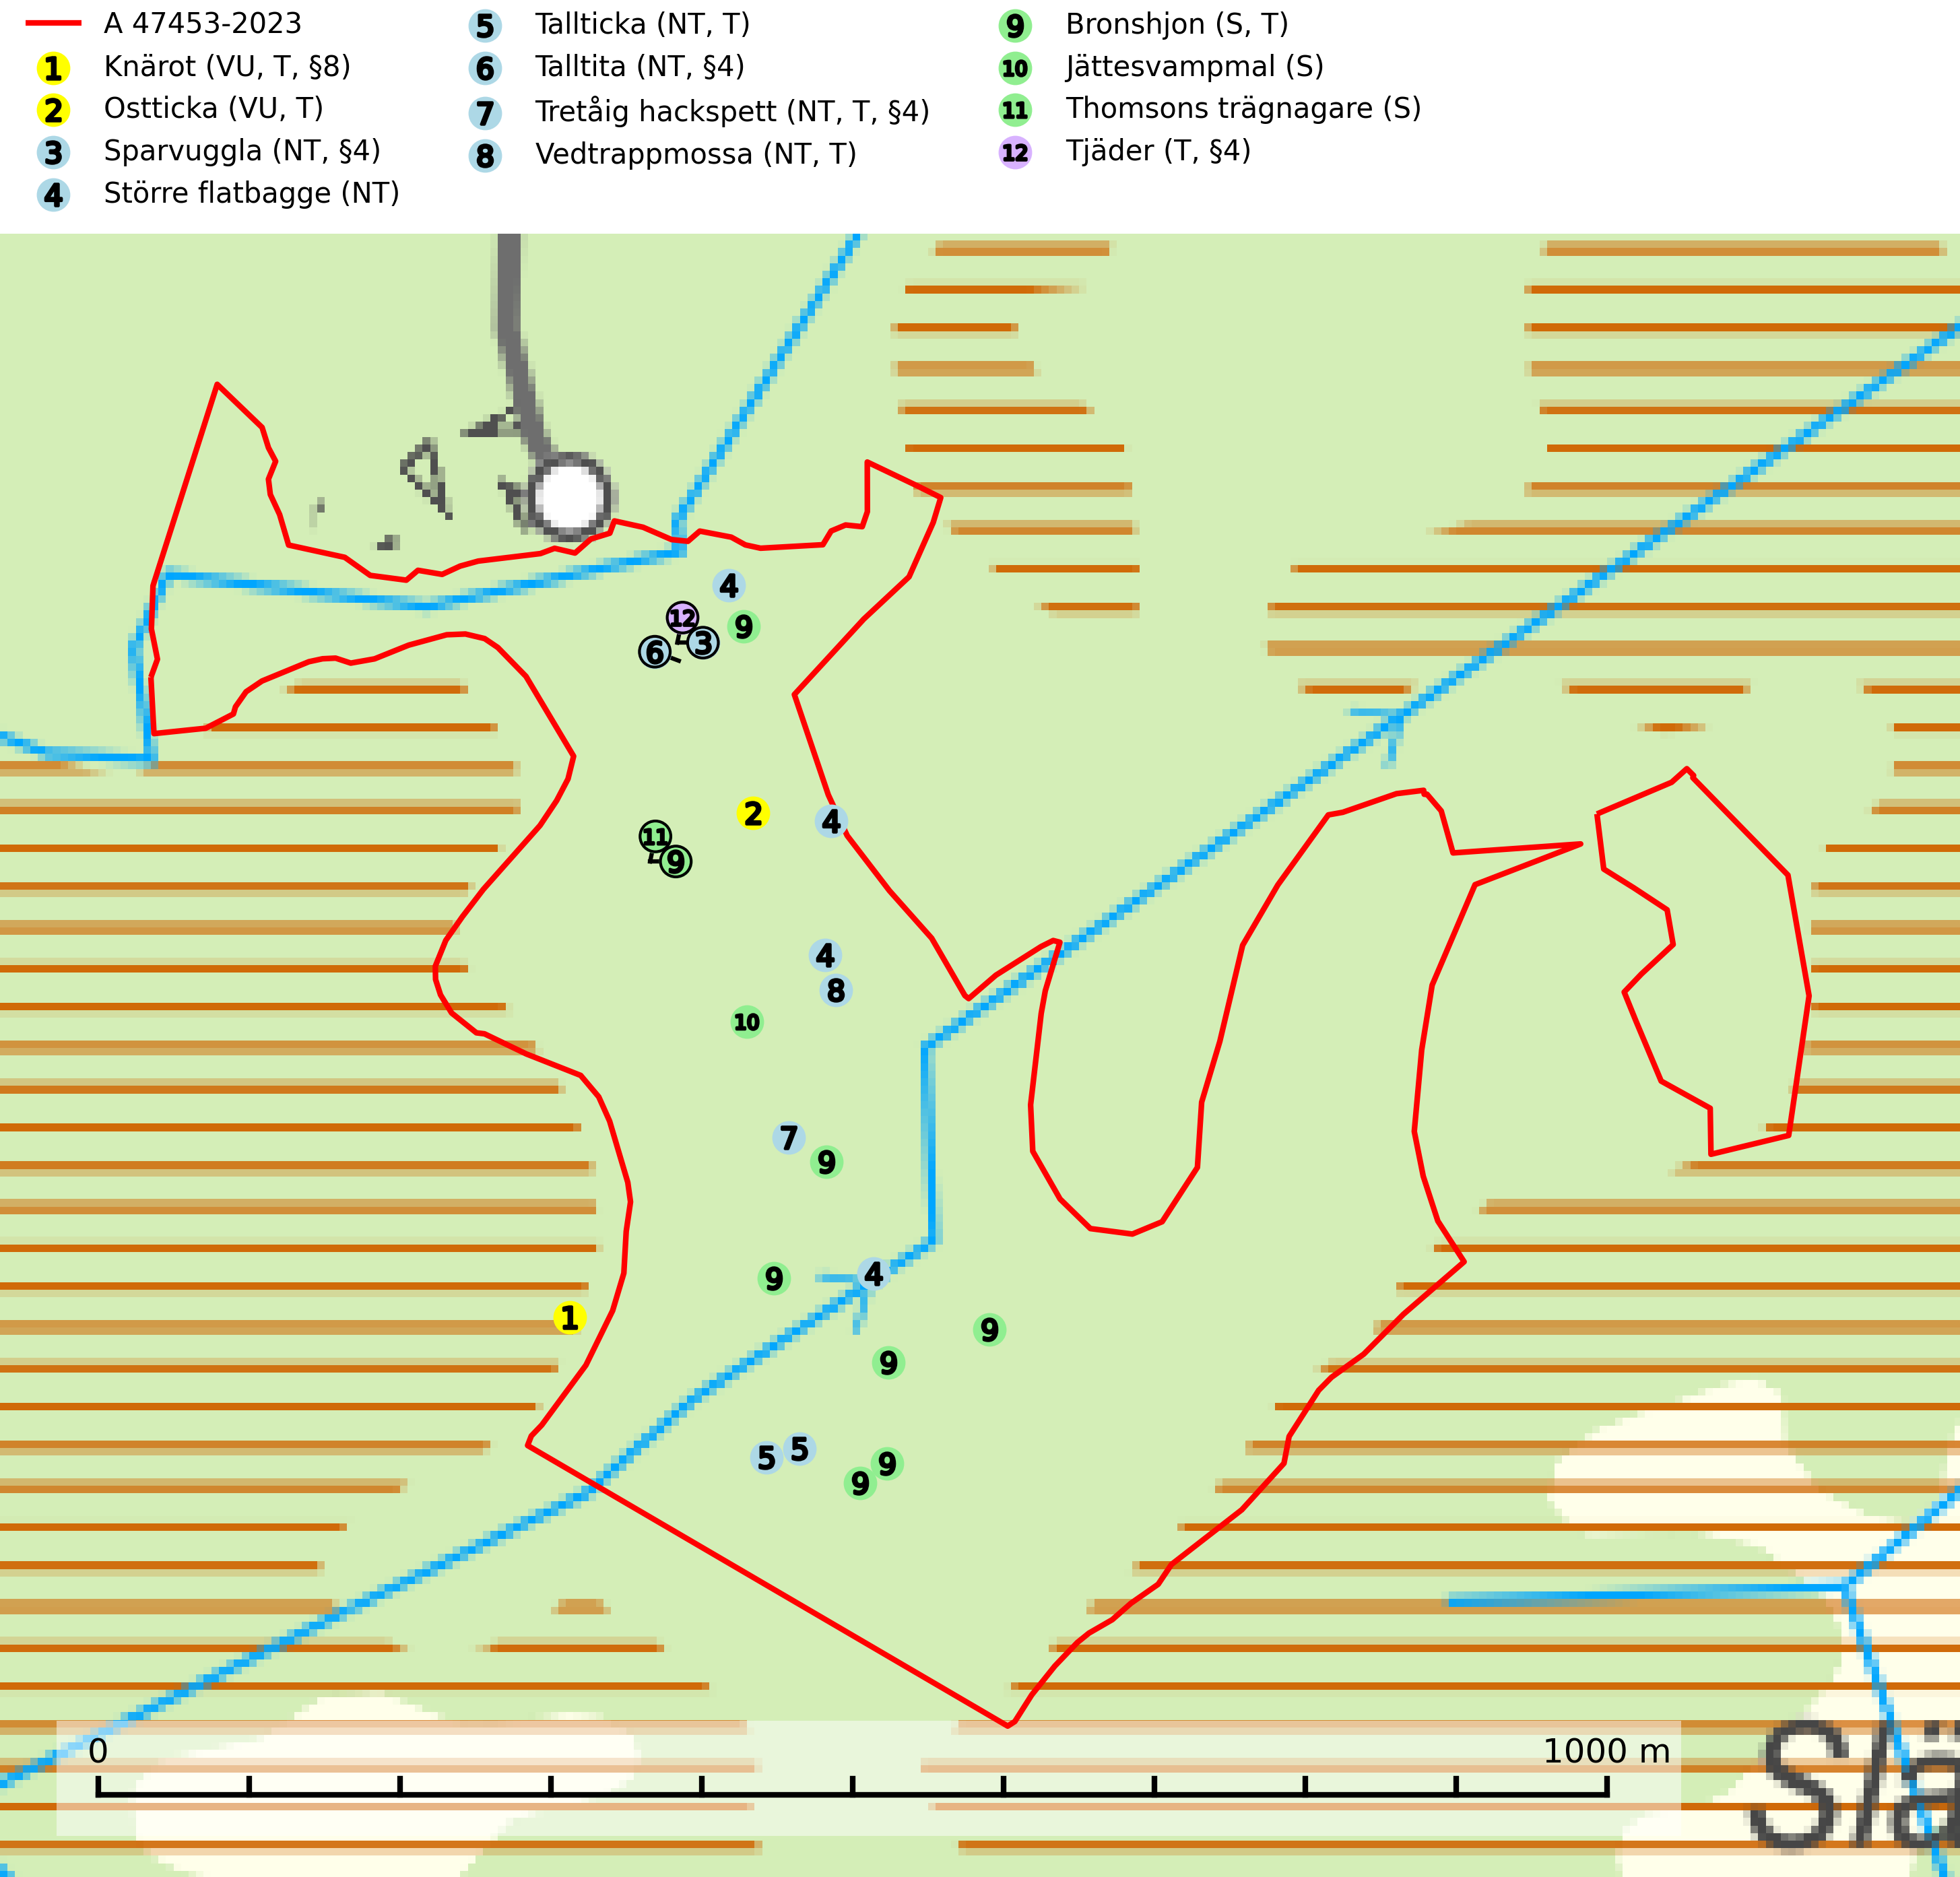 A 47453-2023
1 Knärot (VU, T, §8)
2 Ostticka (VU, T)
3 Sparvuggla (NT, §4)
4 Större flatbagge (NT)
5 Tallticka (NT, T)
6 Talltita (NT, §4)
7 Tretåig hackspett (NT, T, §4)
8 Vedtrappmossa (NT, T)
9 Bronshjon (S, T)
10 Jättesvampmal (S)
11 Thomsons trägnagare (S)
12 Tjäder (T, §4)
4
12
9
6 3
2
4
11
9
4
8
10
7
9
9
4
1
9
9
5 5
9
9
0 1000 m